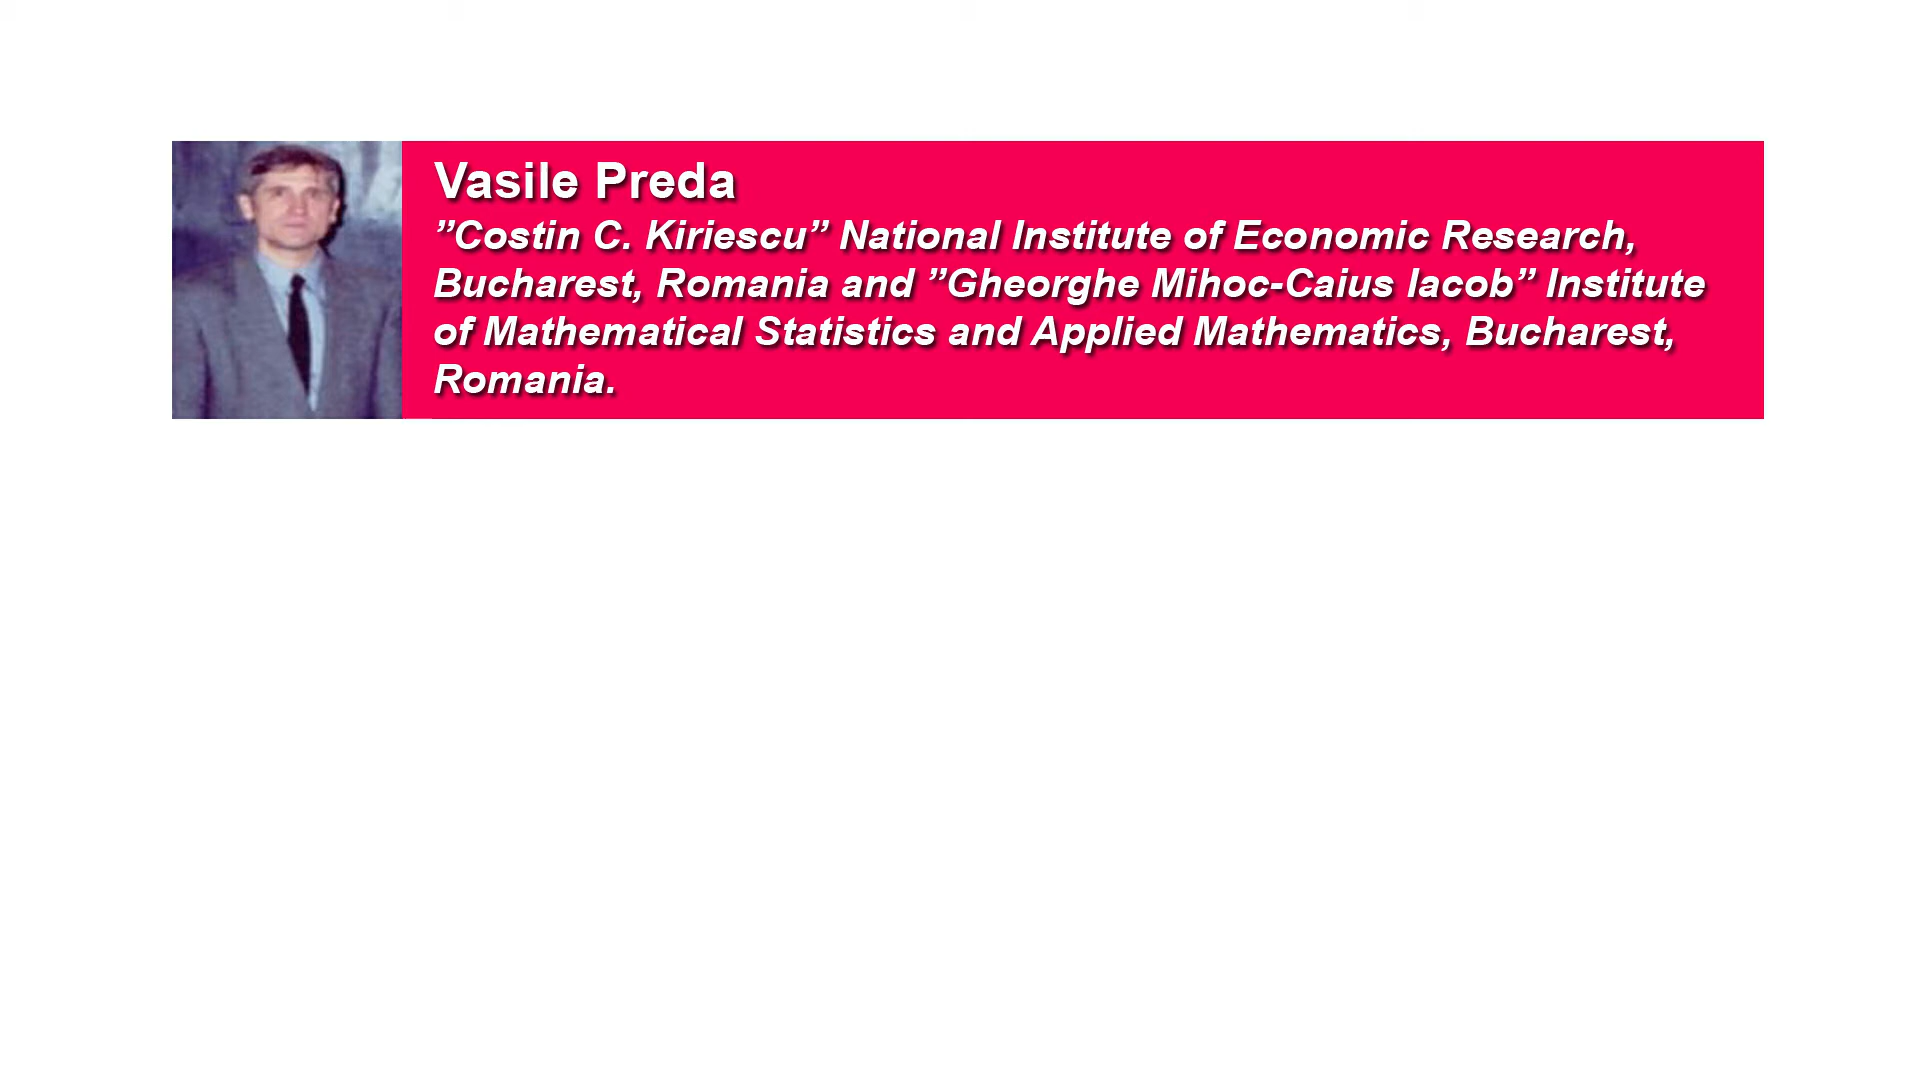 Vasile Preda
”Costin C. Kiriescu” National Institute of Economic Research,
Bucharest, Romania and ”Gheorghe Mihoc-Caius Iacob” Institute
of Mathematical Statistics and Applied Mathematics, Bucharest,
Romania.